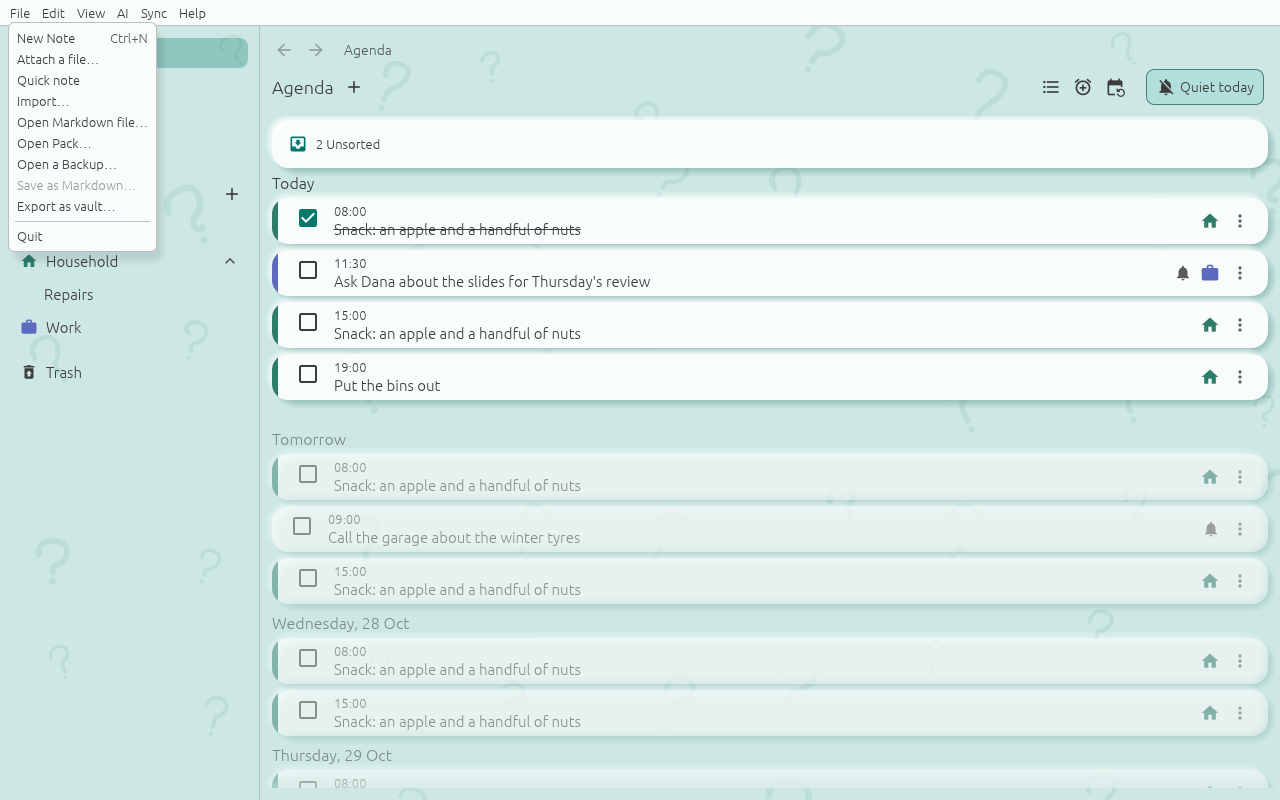 File Edit View AI Sync Help
New Note Ctrl+N
Attach a file…
Quick note
Import…
Open Markdown file…
Open Pack…
Open a Backup…
Save as Markdown…
Export as vault…
Quit
Household
Repairs
Work
Trash
Agenda
Agenda
Quiet today
2 Unsorted
Today
08:00
Snack: an apple and a handful of nuts
11:30
Ask Dana about the slides for Thursday's review
15:00
Snack: an apple and a handful of nuts
19:00
Put the bins out
Tomorrow
08:00
Snack: an apple and a handful of nuts
09:00
Call the garage about the winter tyres
15:00
Snack: an apple and a handful of nuts
Wednesday, 28 Oct
08:00
Snack: an apple and a handful of nuts
15:00
Snack: an apple and a handful of nuts
Thursday, 29 Oct
08:00